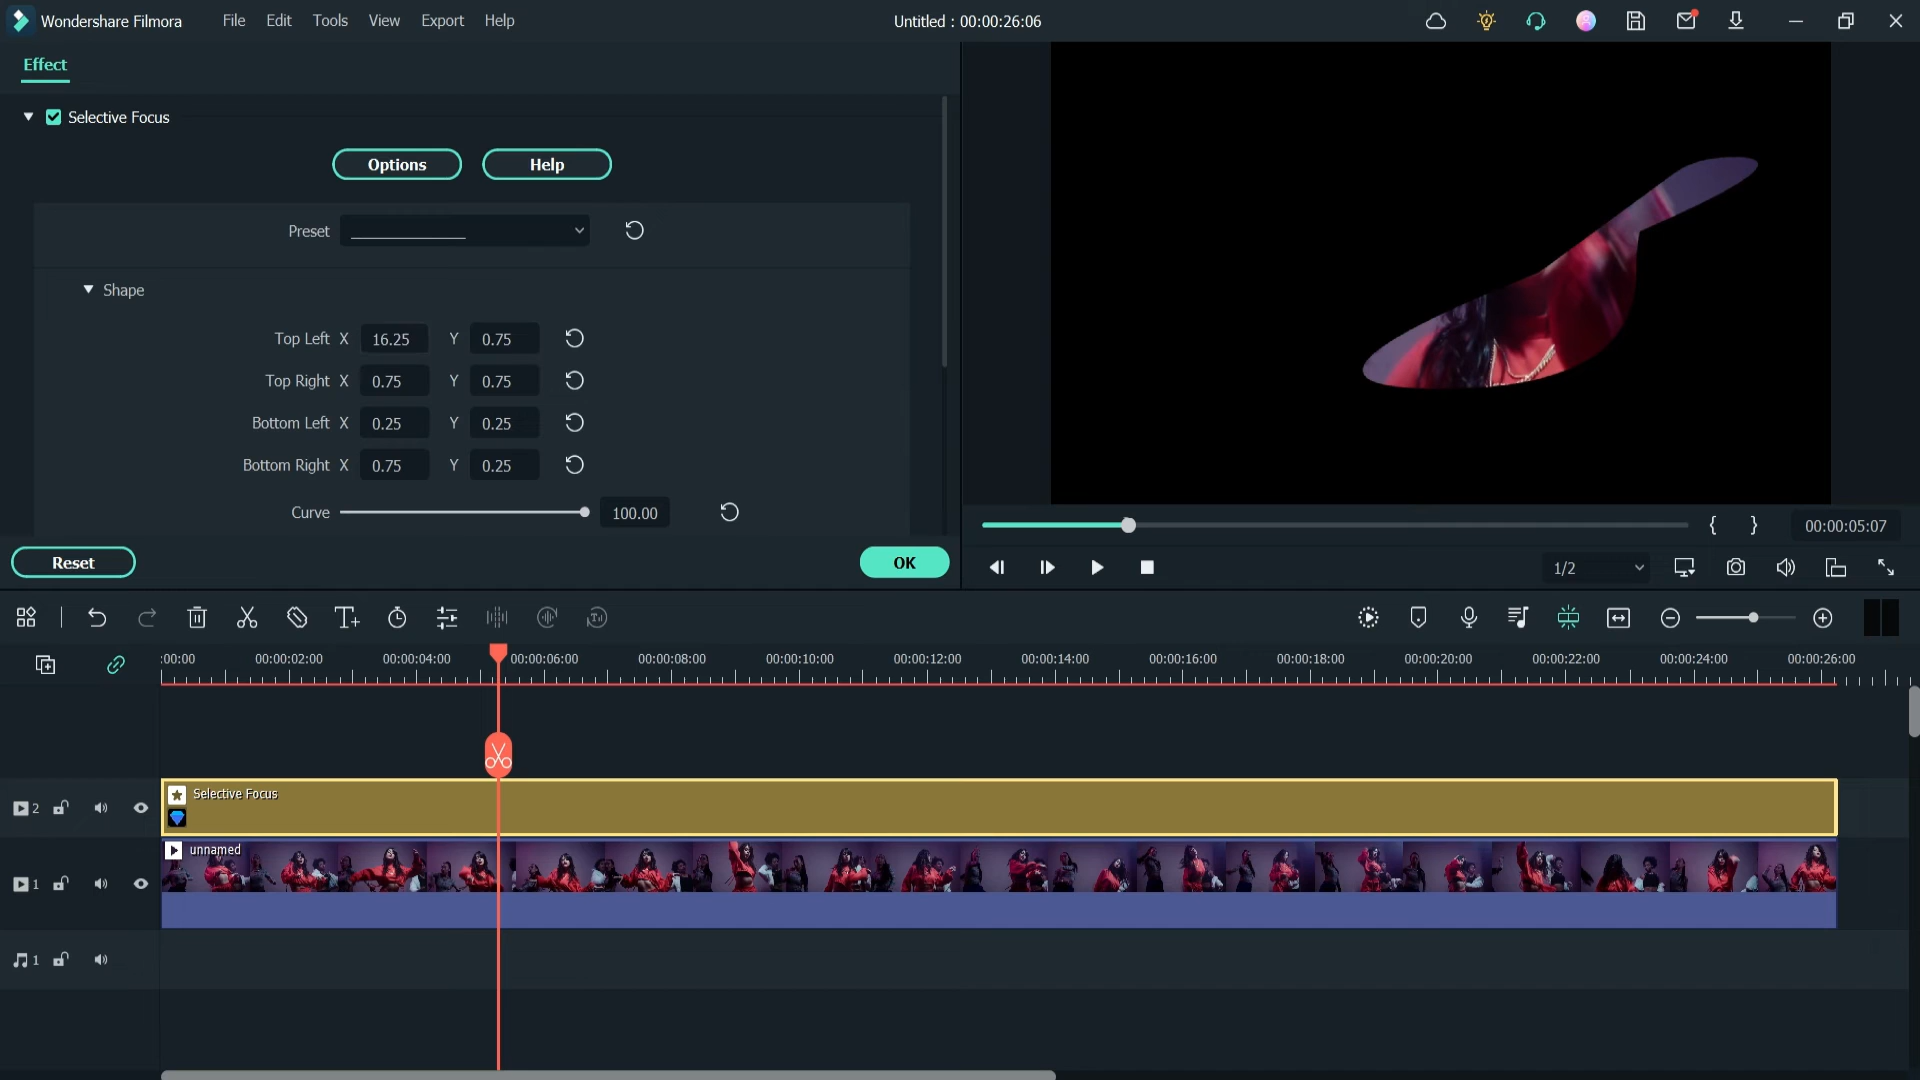 Wondershare Filmora File Edit Tools View Export Help Untitled : 00:00:26:06
Effect
Selective Focus
Options Help
Preset
Shape
Top Left X 16.25 Y 0.75
Top Right X 0.75 Y 0.75
Bottom Left X 0.25 Y 0.25
Bottom Right X 0.75 Y 0.25
Curve 100.00
{ } 00:00:05:07
Reset OK
1/2
:00:00 00:00:02:00 00:00:04:00 00:00:06:00 00:00:08:00 00:00:10:00 00:00:12:00 00:00:14:00 00:00:16:00 00:00:18:00 00:00:20:00 00:00:22:00 00:00:24:00 00:00:26:00
Selective Focus
2
unnamed
1
1